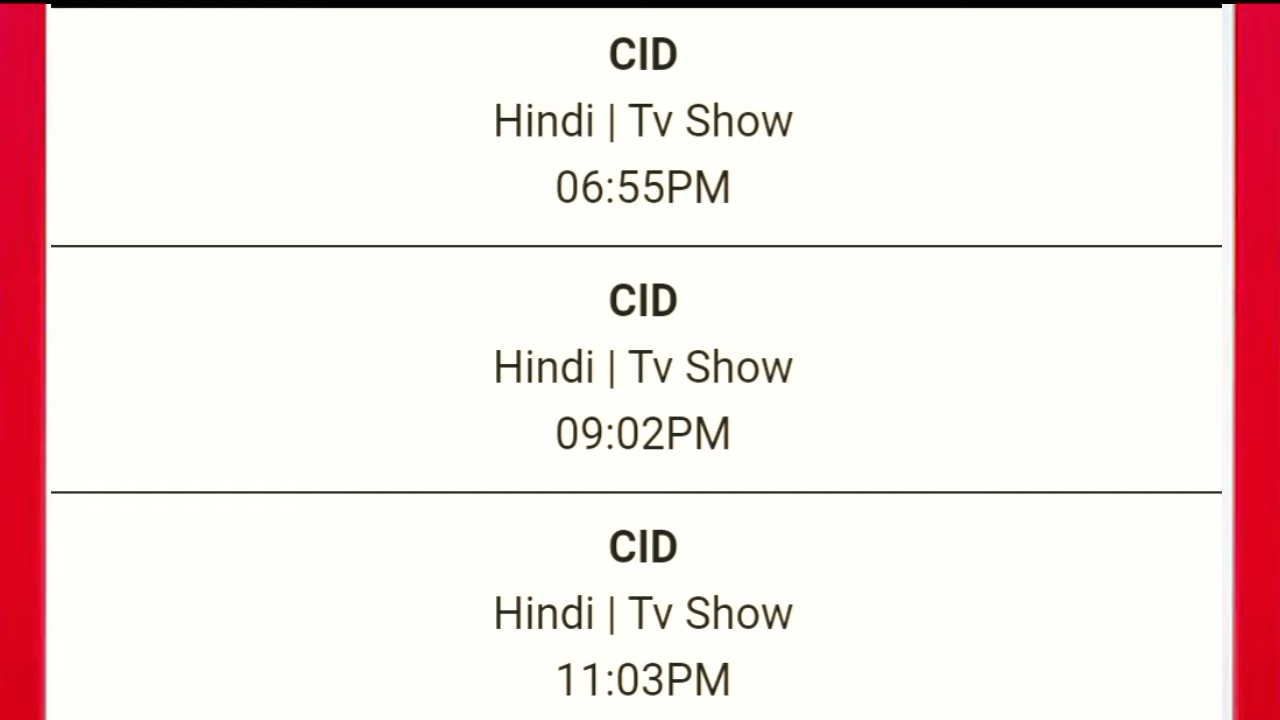 CID
Hindi | Tv Show
06:55PM
CID
Hindi | Tv Show
09:02PM
CID
Hindi | Tv Show
11:03PM